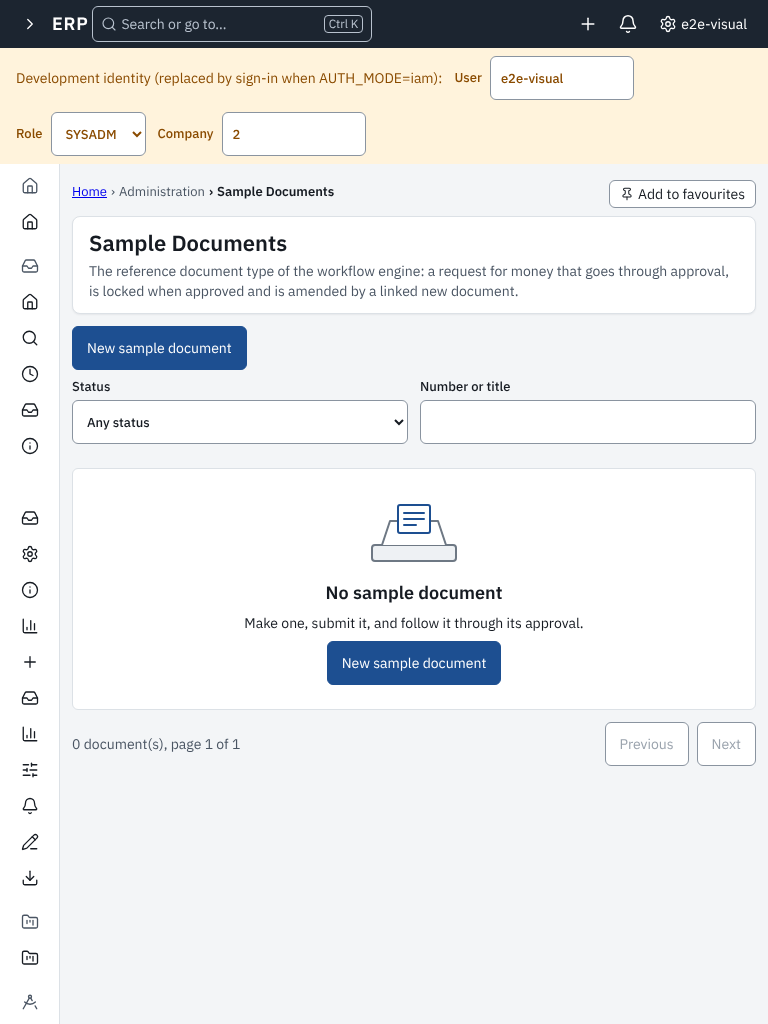 ERP
Search or go to...
Ctrl K
e2e-visual
Development identity (replaced by sign-in when AUTH_MODE=iam):
User
e2e-visual
Role
SYSADM
Company
2
Home › Administration › Sample Documents
Add to favourites
Sample Documents
The reference document type of the workflow engine: a request for money that goes through approval,
is locked when approved and is amended by a linked new document.
New sample document
Status
Number or title
Any status
No sample document
Make one, submit it, and follow it through its approval.
New sample document
0 document(s), page 1 of 1
Previous
Next